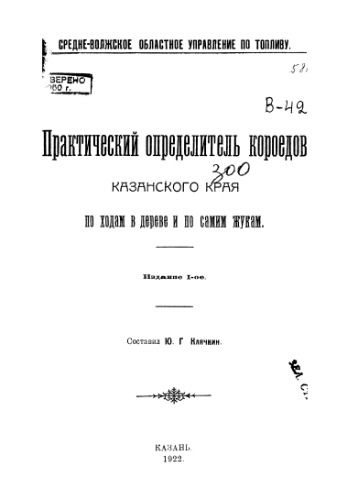 СРЕДНЕ-ВОЛЖСКОЕ ОБЛАСТНОЕ УПРАВЛЕНИЕ ПО ТОПЛИВУ.
58
ВЕРЕНО
В-42
Практический определитель короедов
300
КАЗАНСКОГО КРАЯ
по ходам в дереве и по самим жукам.
Издание 1-ое.
Составил Ю. Г Клячкин.
КАЗАНЬ.
1922.